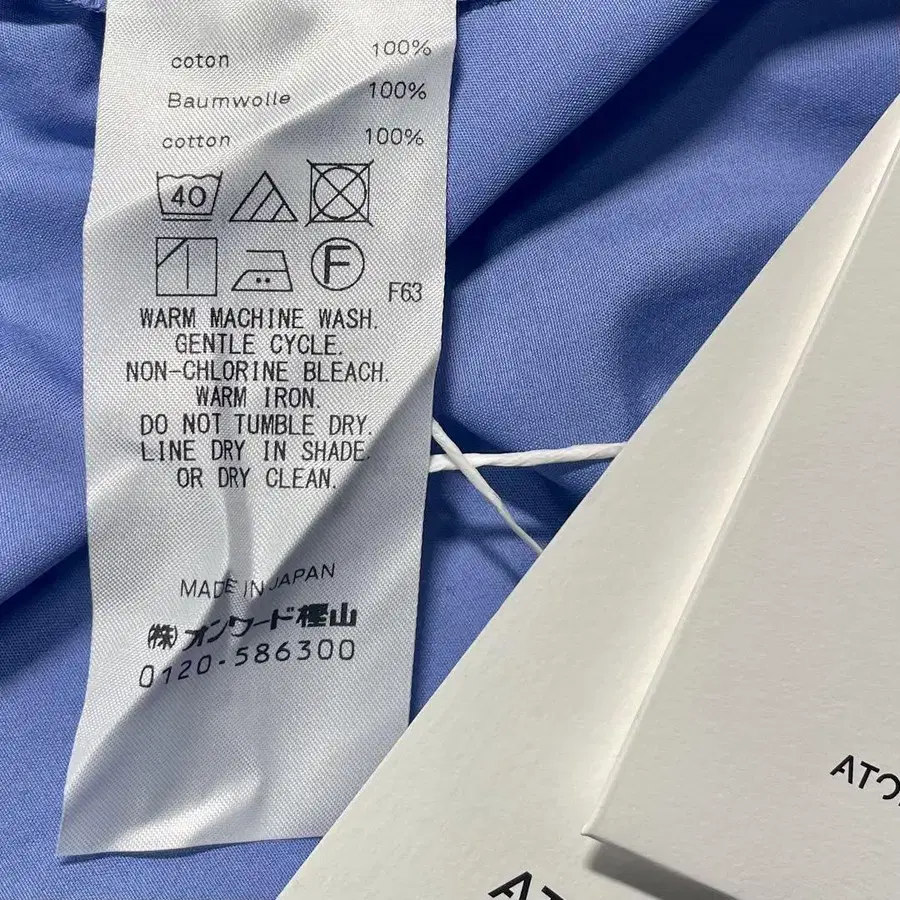 coton 100%
Baumwolle 100%
cotton 100%
40
F
F63
WARM MACHINE WASH.
GENTLE CYCLE.
NON-CHLORINE BLEACH.
WARM IRON.
DO NOT TUMBLE DRY.
LINE DRY IN SHADE.
OR DRY CLEAN.
MADE IN JAPAN
㈱オンワード樫山
0120-586300